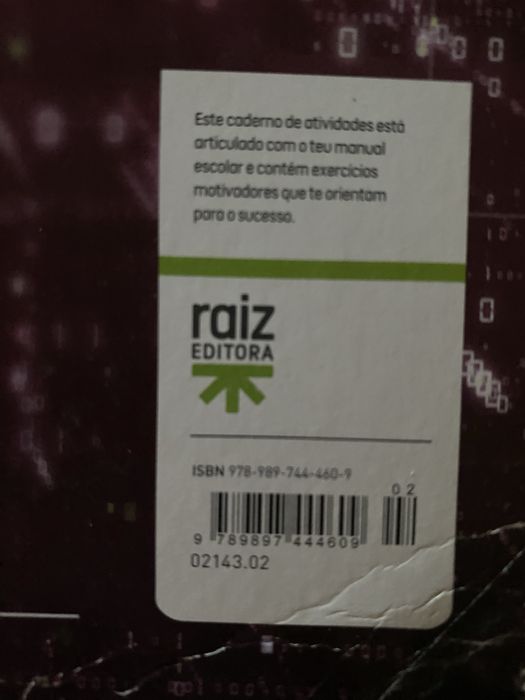 Este caderno de atividades está
articulado com o teu manual
escolar e contém exercícios
motivadores que te orientam
para o sucesso.
raiz
EDITORA
ISBN 978-989-744-460-9
02
9 789897 444609
02143.02